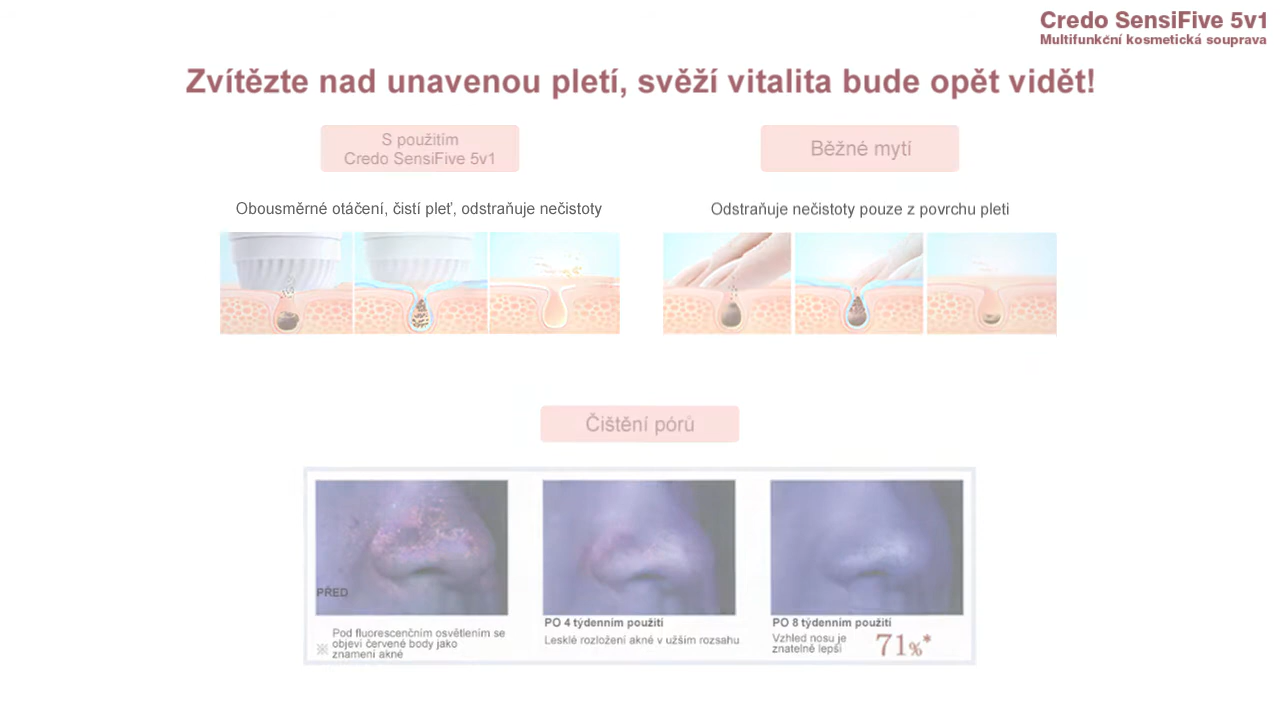 Credo SensiFive 5v1
Multifunkční kosmetická souprava
Zvítězte nad unavenou pletí, svěží vitalita bude opět vidět!
S použitím
Credo SensiFive 5v1
Běžné mytí
Obousměrné otáčení, čistí pleť, odstraňuje nečistoty
Odstraňuje nečistoty pouze z povrchu pleti
Čištění pórů
PŘED
※ Pod fluorescenčním osvětlením se
objeví červené body jako
znamení akné
PO 4 týdenním použití
Lesklé rozložení akné v užším rozsahu
PO 8 týdenním použití
Vzhled nosu je
znatelně lepší
71%*